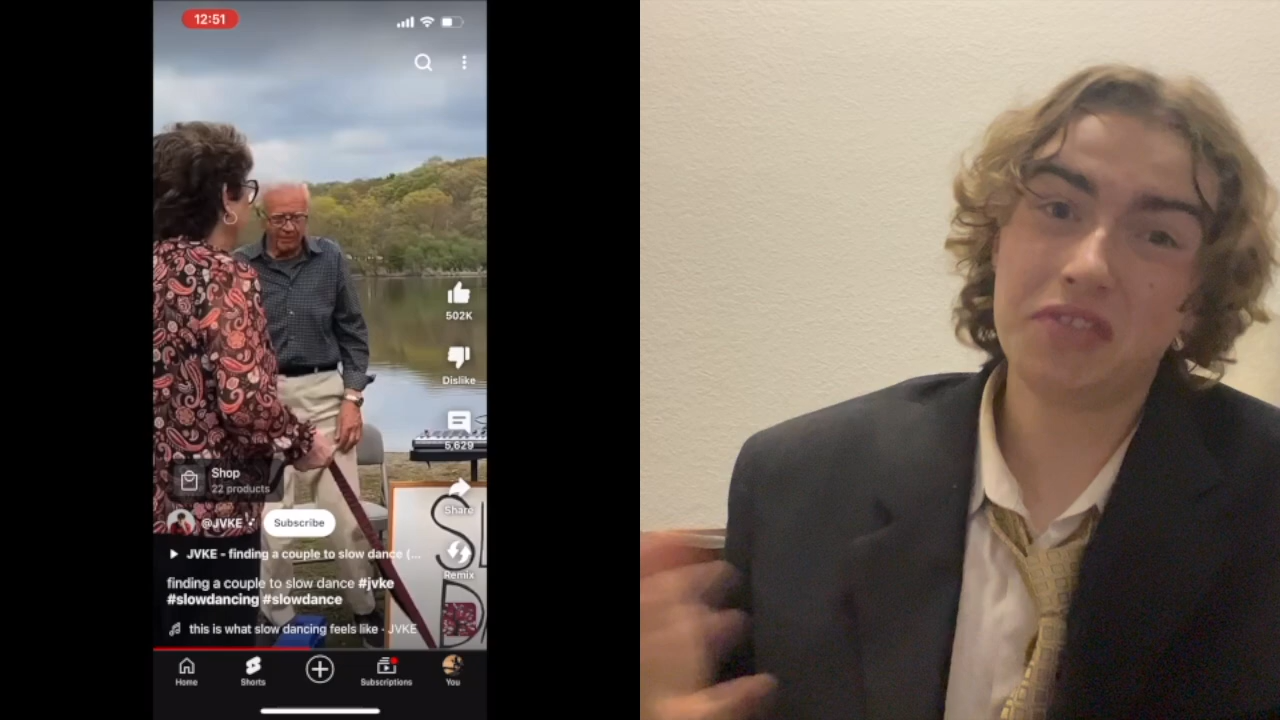 12:51
502K
Dislike
5,629
Shop
22 products
Share
@JVKE
Subscribe
JVKE - finding a couple to slow dance (...
Remix
finding a couple to slow dance #jvke
#slowdancing #slowdance
this is what slow dancing feels like - JVKE
Home
Shorts
Subscriptions
You